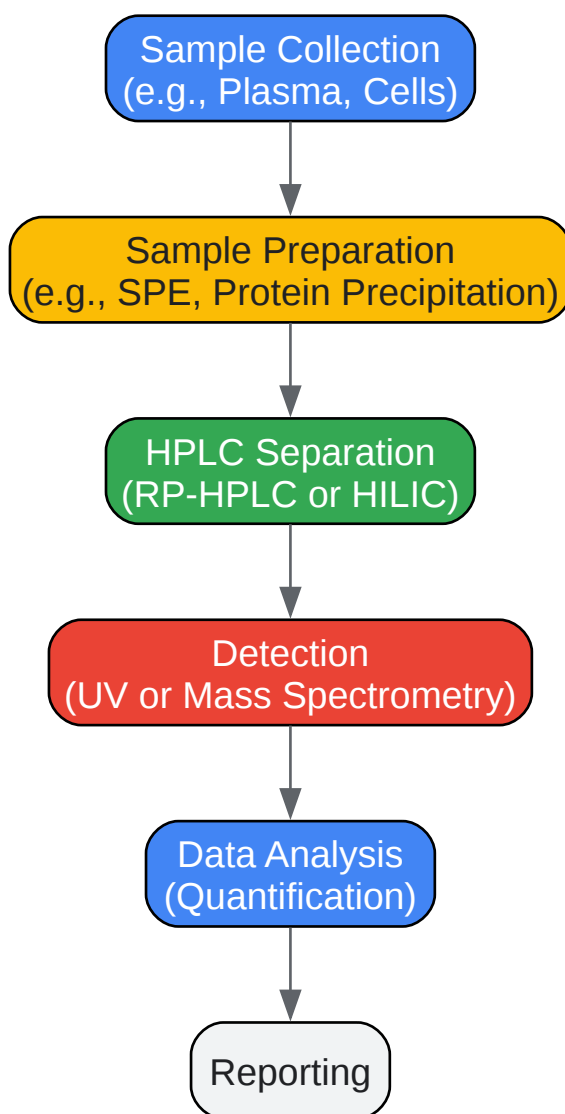 Sample Collection
(e.g., Plasma, Cells)
Sample Preparation
(e.g., SPE, Protein Precipitation)
HPLC Separation
(RP-HPLC or HILIC)
Detection
(UV or Mass Spectrometry)
Data Analysis
(Quantification)
Reporting